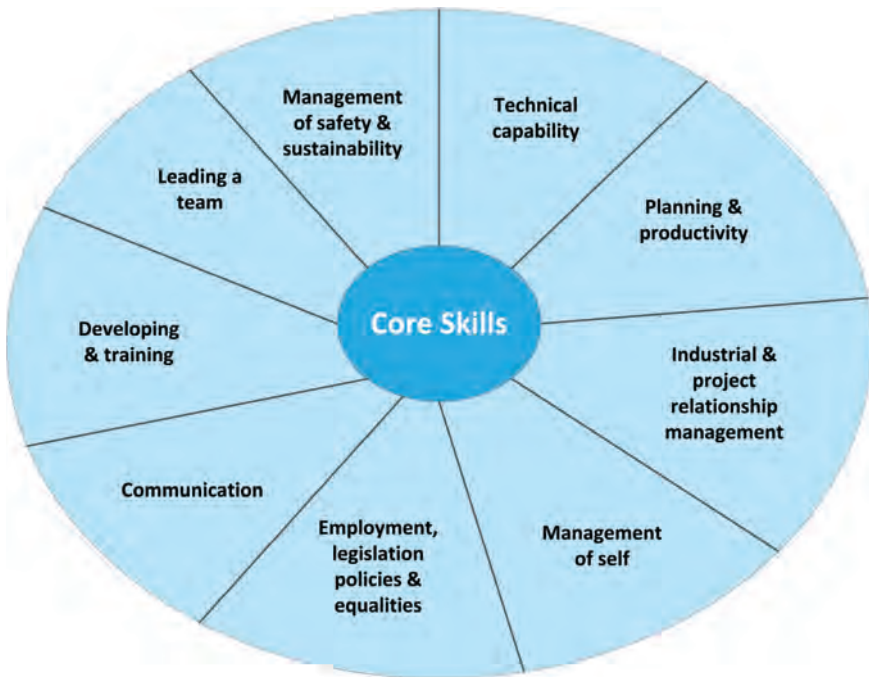 Management
of safety &
sustainability
Technical
capability
Planning &
productivity
Industrial &
project
relationship
management
Management
of self
Employment,
legislation
policies &
equalities
Communication
Developing
& training
Leading a
team
Core Skills